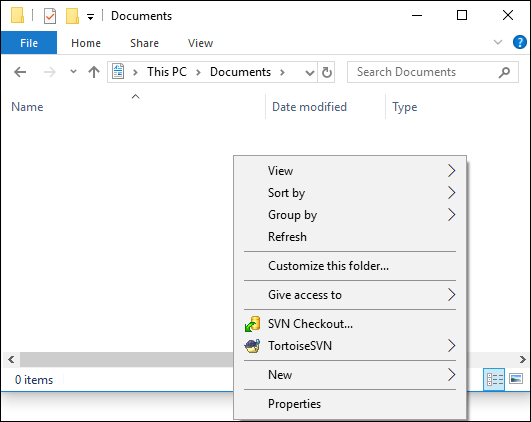 Documents
File Home Share View
This PC Documents Search Documents
Name Date modified Type
View
Sort by
Group by
Refresh
Customize this folder...
Give access to
SVN Checkout...
TortoiseSVN
New
Properties
0 items